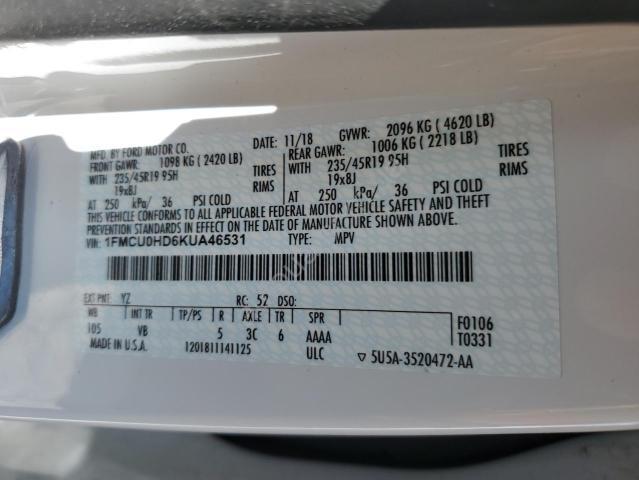 MFD. BY FORD MOTOR CO. DATE: 11/18 GVWR: 2096 KG ( 4620 LB)
FRONT GAWR: 1098 KG ( 2420 LB) REAR GAWR: 1006 KG ( 2218 LB)
WITH 235/45R19 95H TIRES WITH 235/45R19 95H TIRES
19x8J RIMS 19x8J RIMS
AT 250 kPa/ 36 PSI COLD AT 250 kPa/ 36 PSI COLD
THIS VEHICLE CONFORMS TO ALL APPLICABLE FEDERAL MOTOR VEHICLE SAFETY AND THEFT
PREVENTION STANDARDS IN EFFECT ON THE DATE OF MANUFACTURE SHOWN ABOVE.
VIN: 1FMCU0HD6KUA46531 TYPE: MPV
EXT PNT: YZ RC: 52 DSO:
WB INT TR TP/PS R AXLE TR SPR F0106
105 VB 5 3C 6 AAAA T0331
MADE IN U.S.A. 1201811141125 ULC ▽ 5U5A-3520472-AA